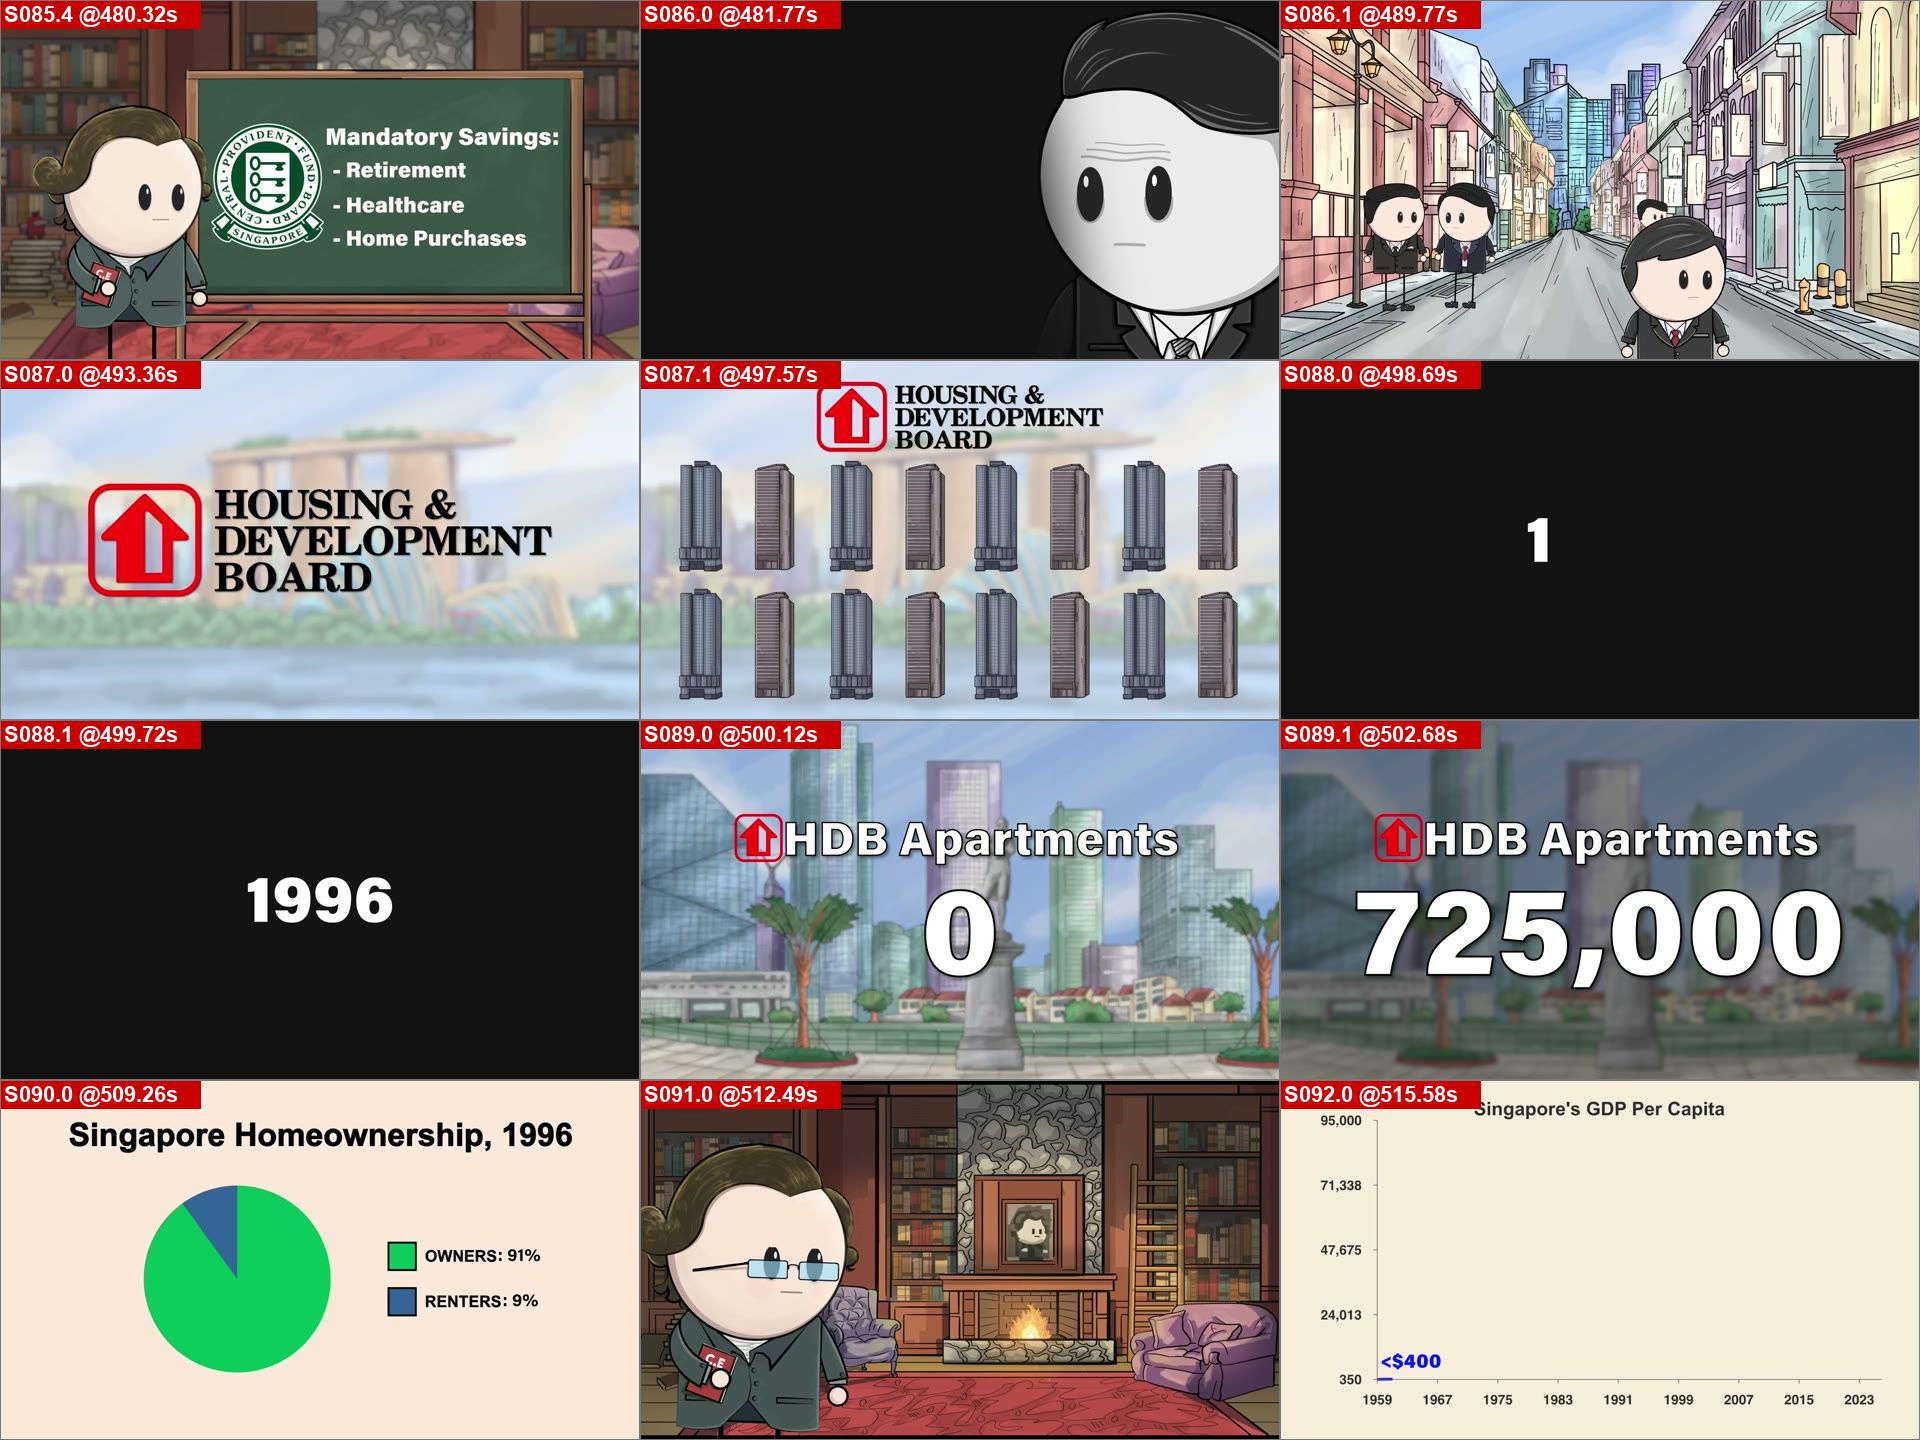 S085.4 @480.32s
CENTRAL · PROVIDENT · FUND · BOARD
SINGAPORE
Mandatory Savings:
- Retirement
- Healthcare
- Home Purchases
C.E
S086.0 @481.77s
S086.1 @489.77s
S087.0 @493.36s
HOUSING &
DEVELOPMENT
BOARD
S087.1 @497.57s
HOUSING &
DEVELOPMENT
BOARD
S088.0 @498.69s
1
S088.1 @499.72s
1996
S089.0 @500.12s
HDB Apartments
0
S089.1 @502.68s
HDB Apartments
725,000
S090.0 @509.26s
Singapore Homeownership, 1996
OWNERS: 91%
RENTERS: 9%
S091.0 @512.49s
C.E
S092.0 @515.58s
Singapore's GDP Per Capita
95,000
71,338
47,675
24,013
<$400
350
1959 1967 1975 1983 1991 1999 2007 2015 2023